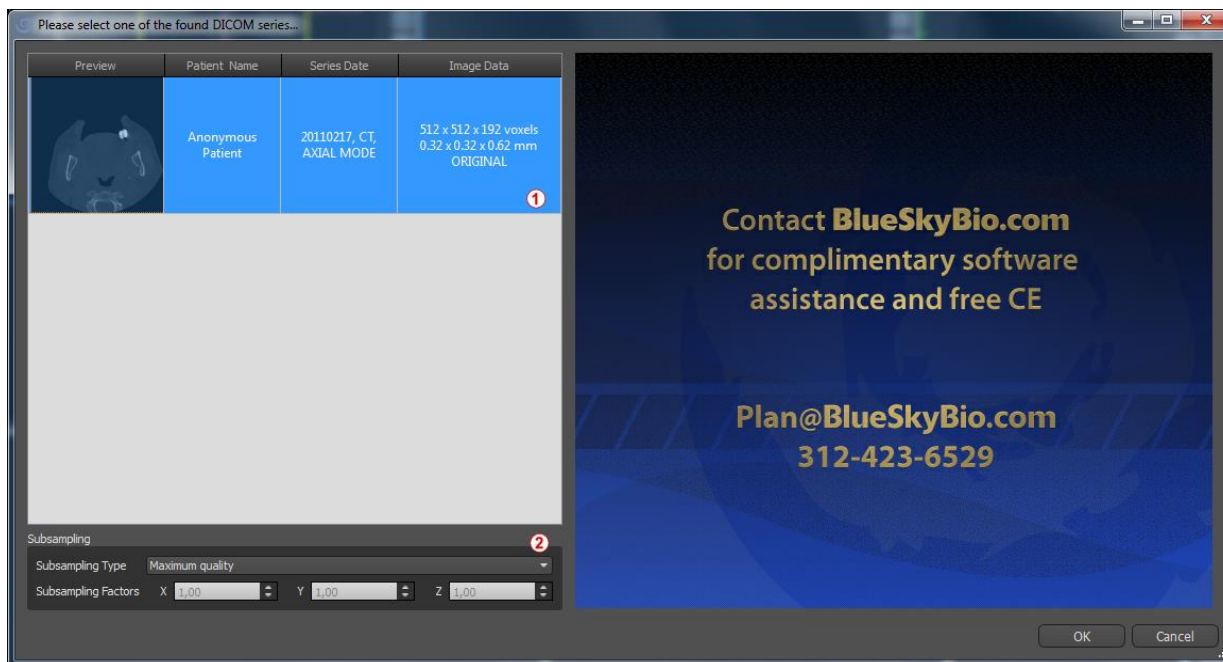 Please select one of the found DICOM series...
Preview Patient Name Series Date Image Data
Anonymous
Patient
20110217, CT,
AXIAL MODE
512 x 512 x 192 voxels
0.32 x 0.32 x 0.62 mm
ORIGINAL
1
Contact BlueSkyBio.com
for complimentary software
assistance and free CE
Plan@BlueSkyBio.com
312-423-6529
Subsampling
2
Subsampling Type Maximum quality
Subsampling Factors X 1,00 Y 1,00 Z 1,00
OK Cancel